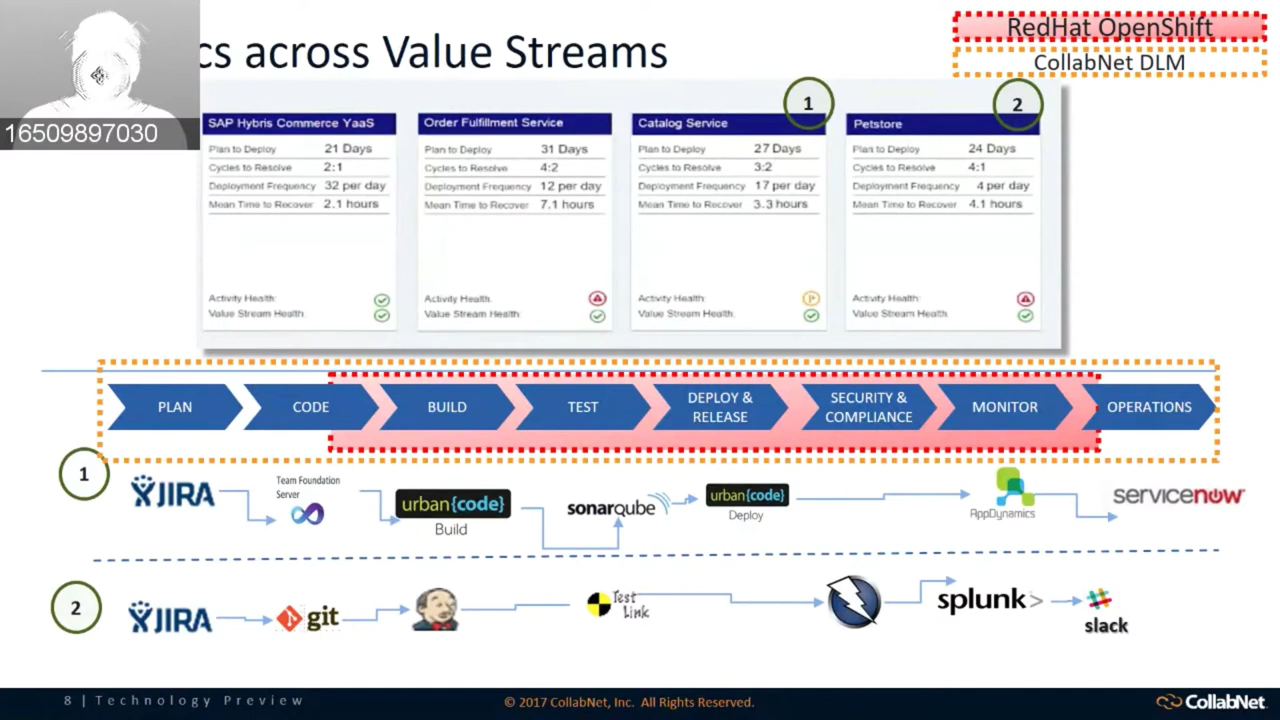 cs across Value Streams
RedHat OpenShift
CollabNet DLM
16509897030
1
2
SAP Hybris Commerce YaaS
Plan to Deploy 21 Days
Cycles to Resolve 2:1
Deployment Frequency 32 per day
Mean Time to Recover 2.1 hours
Activity Health:
Value Stream Health:
Order Fulfillment Service
Plan to Deploy 31 Days
Cycles to Resolve 4:2
Deployment Frequency 12 per day
Mean Time to Recover 7.1 hours
Activity Health:
Value Stream Health:
Catalog Service
Plan to Deploy 27 Days
Cycles to Resolve 3:2
Deployment Frequency 17 per day
Mean Time to Recover 3.3 hours
Activity Health:
P
Value Stream Health:
Petstore
Plan to Deploy 24 Days
Cycles to Resolve 4:1
Deployment Frequency 4 per day
Mean Time to Recover 4.1 hours
Activity Health:
Value Stream Health:
PLAN
CODE
BUILD
TEST
DEPLOY &
RELEASE
SECURITY &
COMPLIANCE
MONITOR
OPERATIONS
1
JIRA
Team Foundation
Server
urban{code}
Build
sonarqube
urban{code}
Deploy
AppDynamics
servicenow
2
JIRA
git
Test
Link
splunk>
slack
8 | Technology Preview
© 2017 CollabNet, Inc. All Rights Reserved.
CollabNet